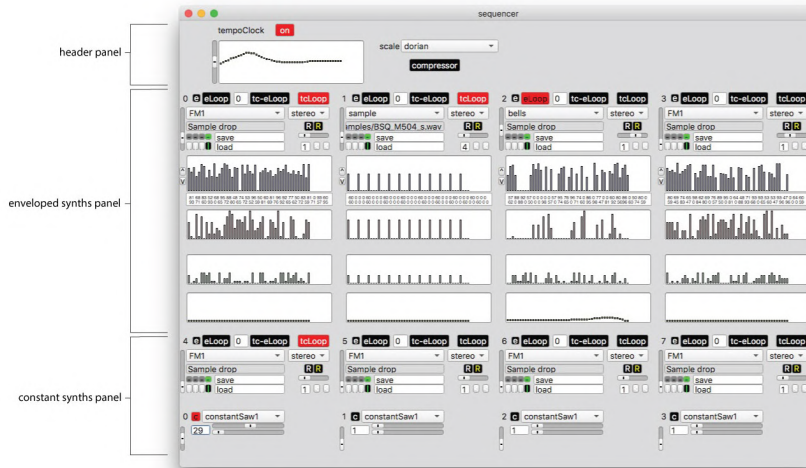 sequencer
tempoClock on
header panel
scale dorian
compressor
0 e eLoop 0 tc-eLoop tcLoop
1 e eLoop 0 tc-eLoop tcLoop
2 e eLoop 0 tc-eLoop tcLoop
3 e eLoop 0 tc-eLoop tcLoop
FM1 stereo
sample stereo
bells stereo
FM1 stereo
Sample drop R R
mples/BSQ_M504_s.wav R R
Sample drop R R
Sample drop R R
save
save
save
save
load 1
load 4
load 1
load 1
enveloped synths panel
4 e eLoop 0 tc-eLoop tcLoop
5 e eLoop 0 tc-eLoop tcLoop
6 e eLoop 0 tc-eLoop tcLoop
7 e eLoop 0 tc-eLoop tcLoop
FM1 stereo
FM1 stereo
FM1 stereo
FM1 stereo
Sample drop R R
Sample drop R R
Sample drop R R
Sample drop R R
save
save
save
save
load 1
load 1
load 1
load 1
constant synths panel
0 c constantSaw1
1 c constantSaw1
2 c constantSaw1
3 c constantSaw1
29
1
1
1